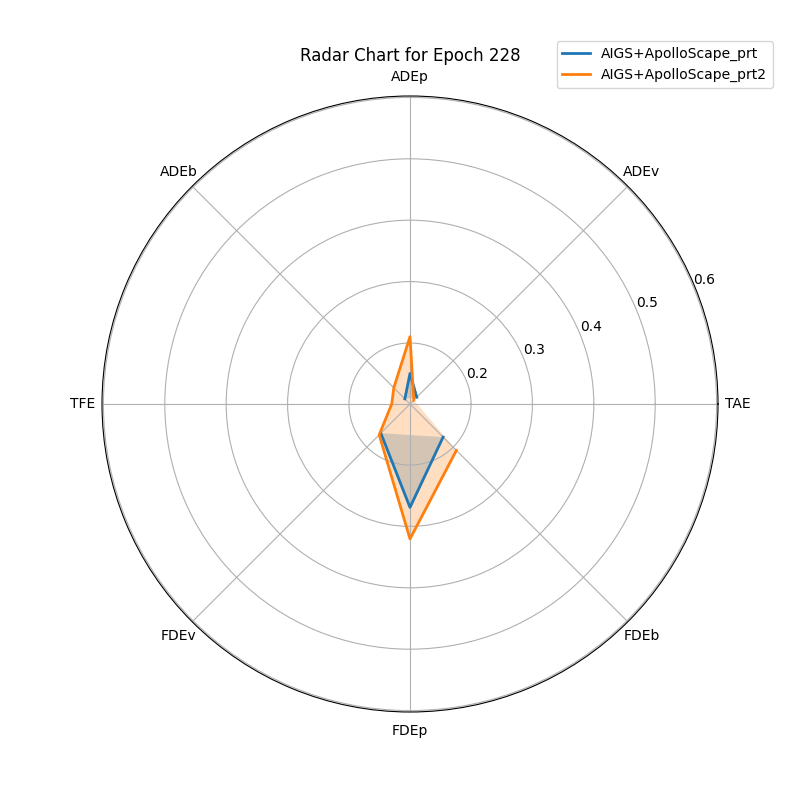 Radar Chart for Epoch 228
AIGS+ApolloScape_prt
AIGS+ApolloScape_prt2
ADEp
ADEb
ADEv
0.6
0.5
0.4
0.3
0.2
TFE
TAE
FDEv
FDEb
FDEp